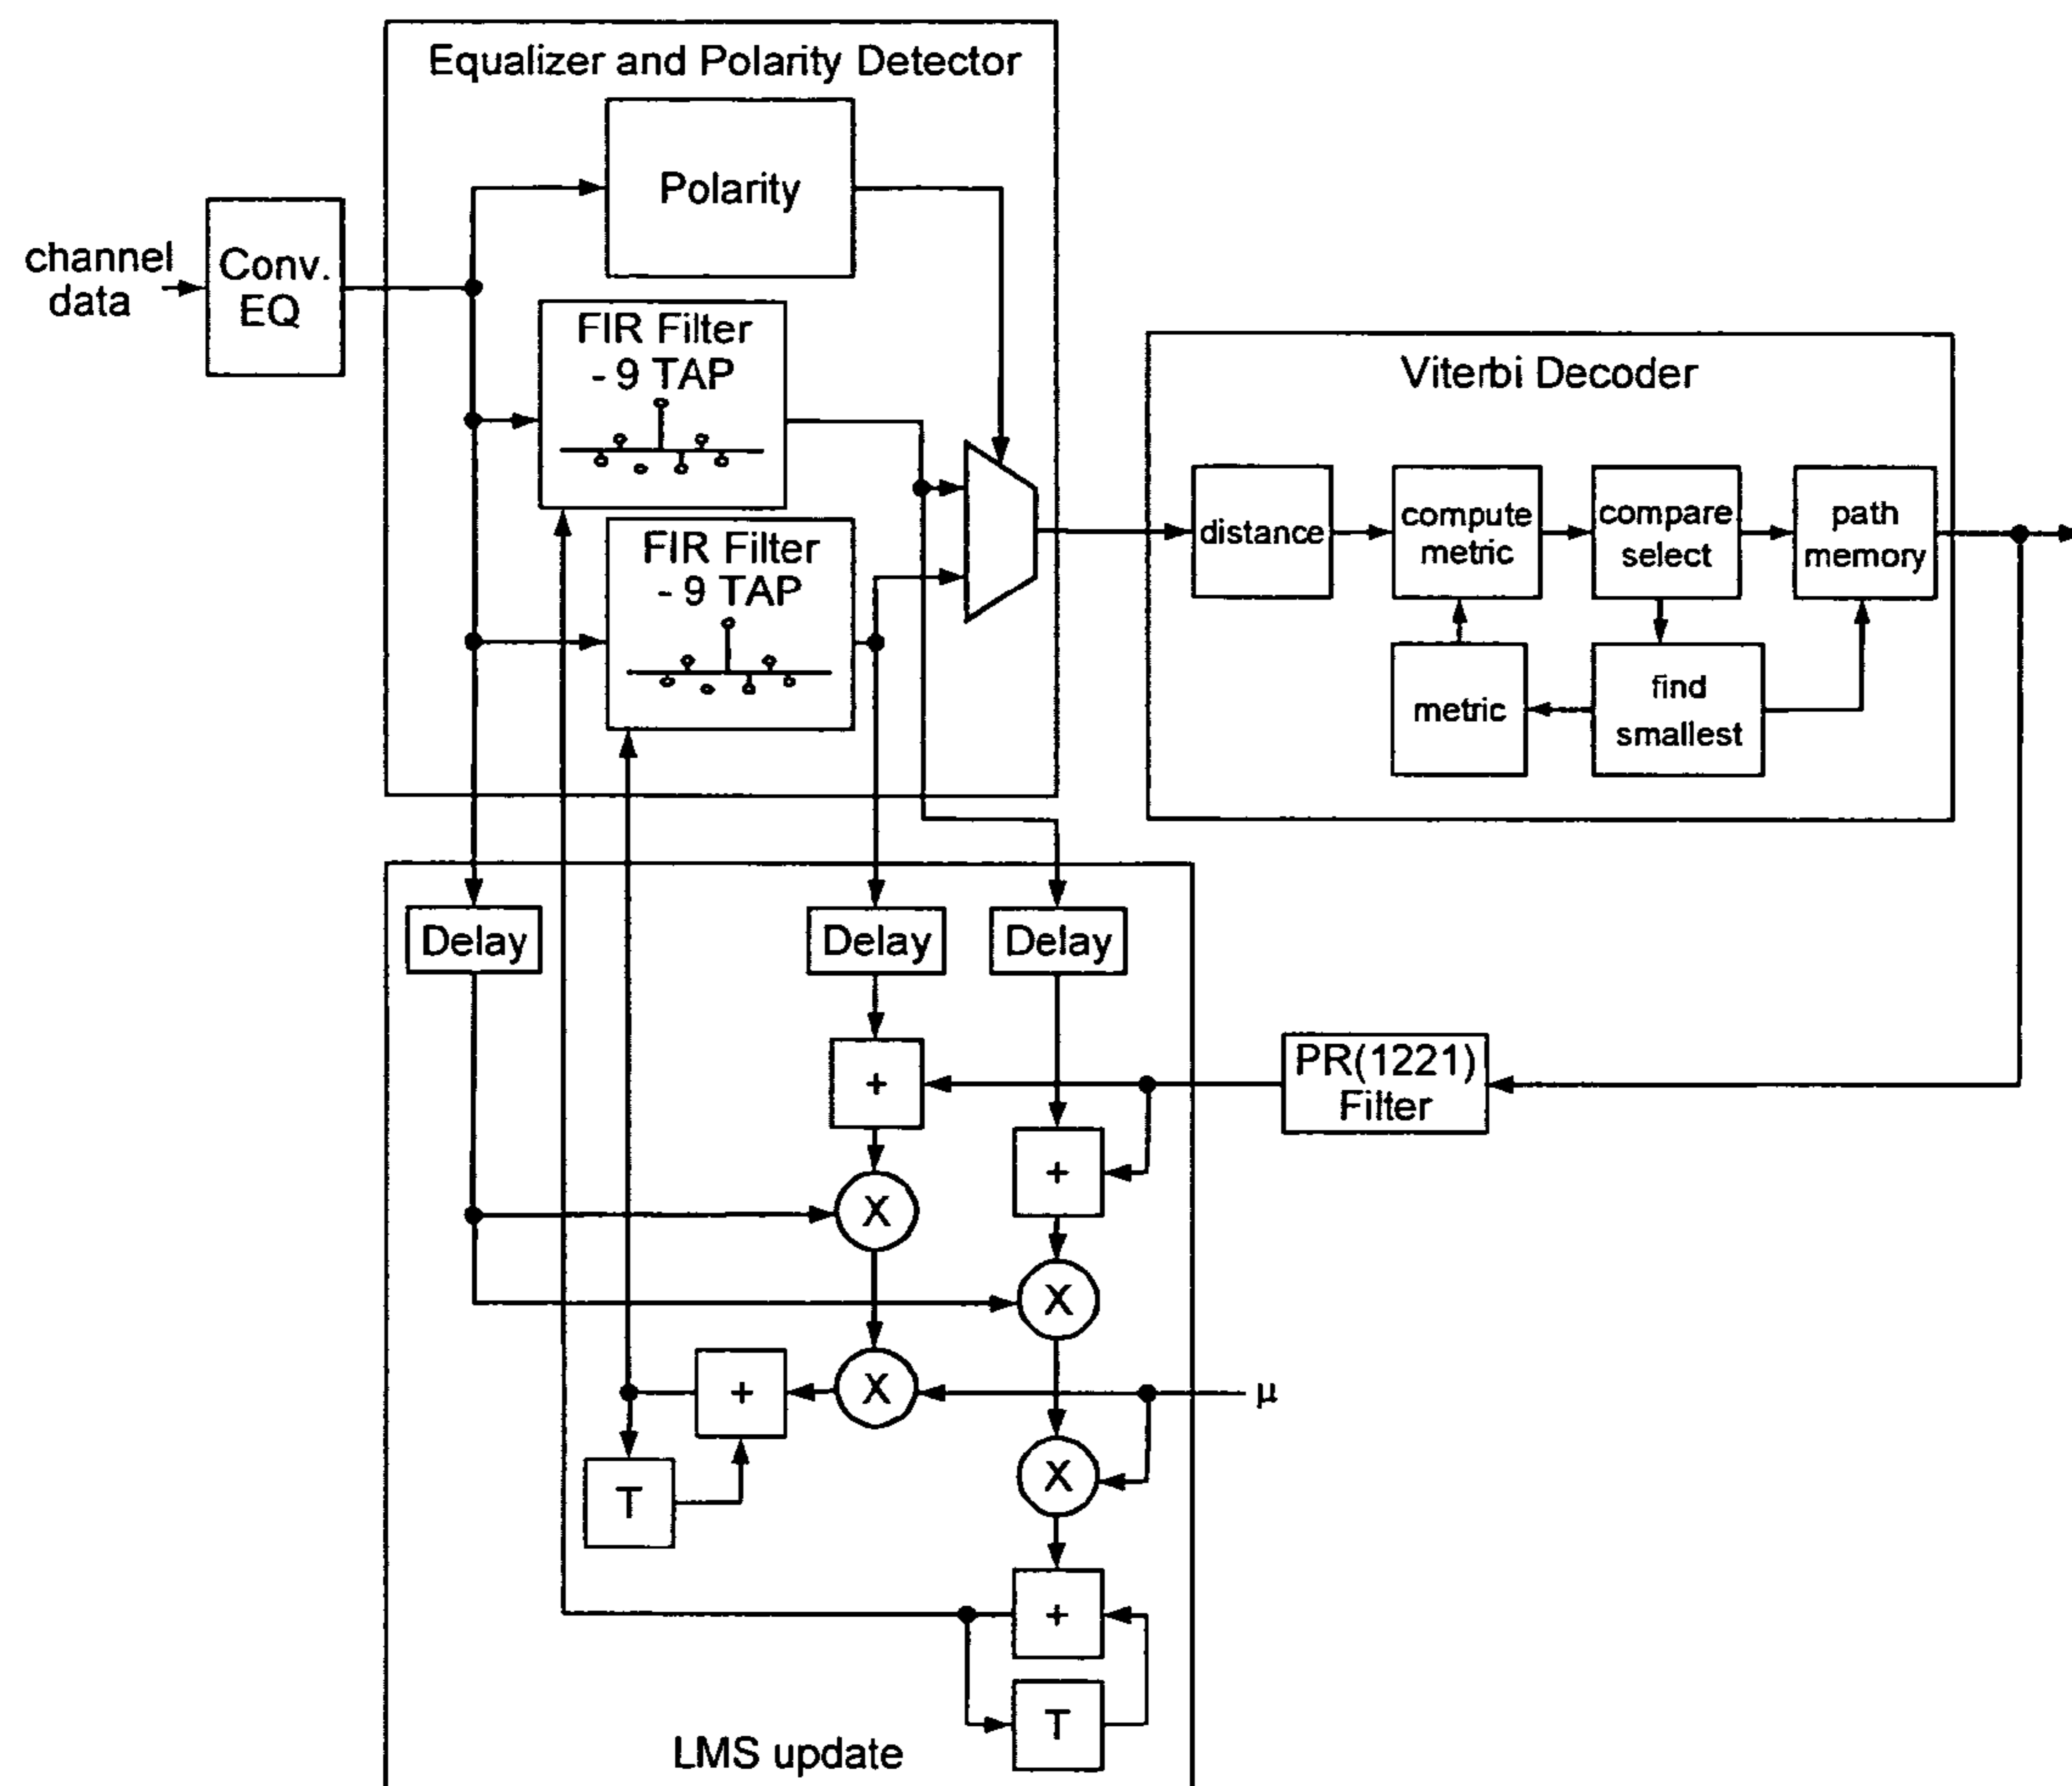 Equalizer and Polarity Detector
Polarity
channel
data
Conv.
EQ
FIR Filter
- 9 TAP
FIR Filter
- 9 TAP
Viterbi Decoder
distance
compute
metric
compare
select
path
memory
metric
find
smallest
Delay
Delay
Delay
+
PR(1221)
Filter
+
X
X
+
X
μ
X
T
+
T
LMS update